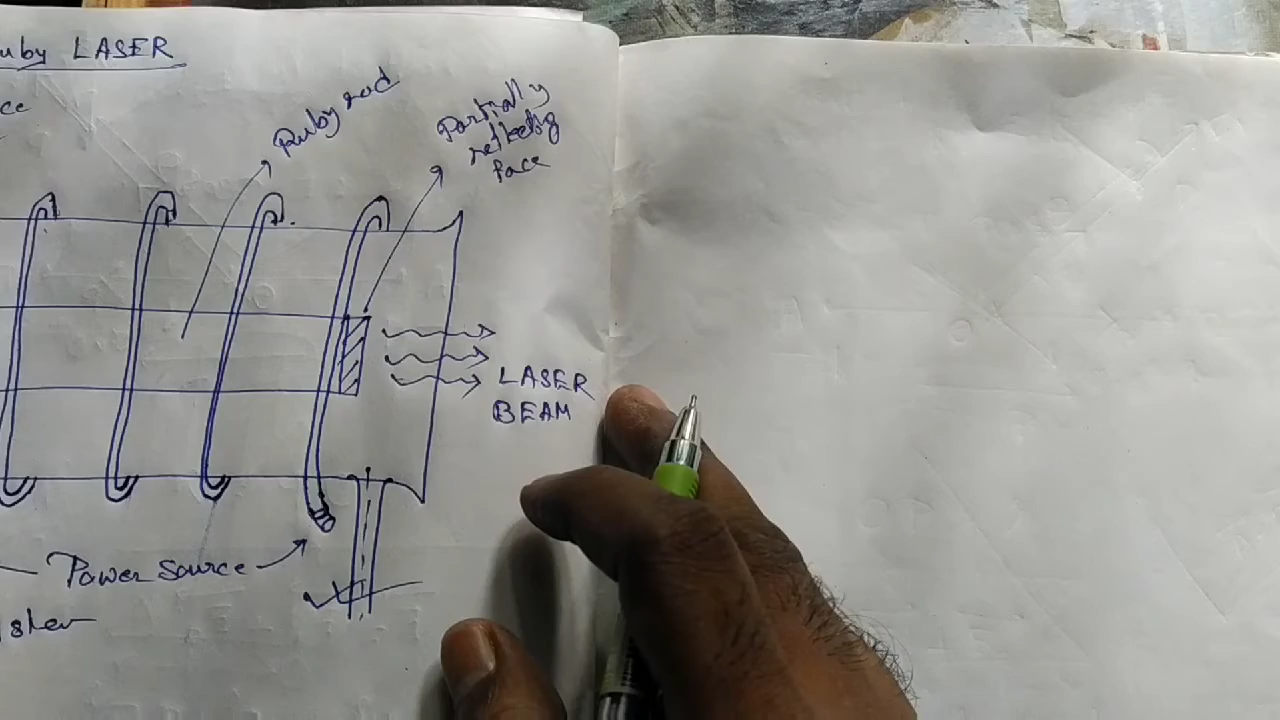 uby LASER
ce
Ruby rod
Partially
reflecting
face
LASER
BEAM
Power source